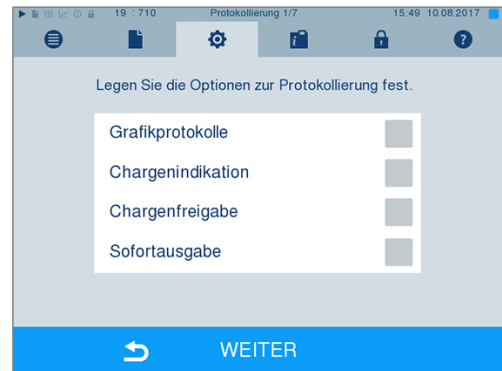 19 : 710 Protokollierung 1/7 15:49 10.08.2017
Legen Sie die Optionen zur Protokollierung fest.
Grafikprotokolle
Chargenindikation
Chargenfreigabe
Sofortausgabe
WEITER